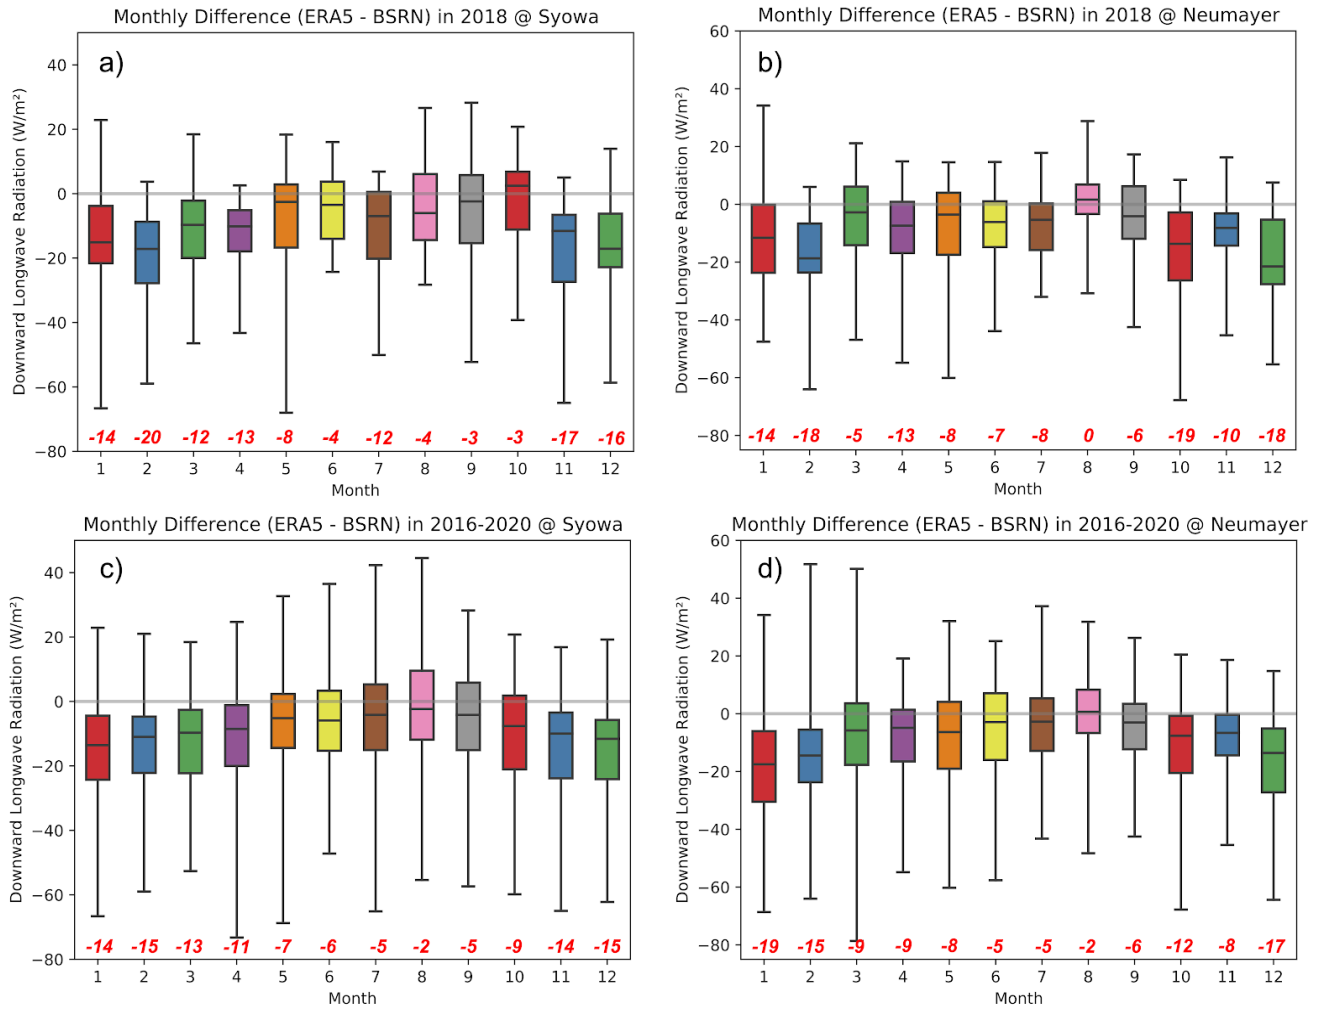 Monthly Difference (ERA5 - BSRN) in 2018 @ Syowa
a)
Downward Longwave Radiation (W/m²)
40
20
0
−20
−40
−60
−80
-14 -20 -12 -13 -8 -4 -12 -4 -3 -3 -17 -16
1 2 3 4 5 6 7 8 9 10 11 12
Month
Monthly Difference (ERA5 - BSRN) in 2018 @ Neumayer
b)
Downward Longwave Radiation (W/m²)
60
40
20
0
−20
−40
−60
−80
-14 -18 -5 -13 -8 -7 -8 0 -6 -19 -10 -18
1 2 3 4 5 6 7 8 9 10 11 12
Month
Monthly Difference (ERA5 - BSRN) in 2016-2020 @ Syowa
c)
Downward Longwave Radiation (W/m²)
40
20
0
−20
−40
−60
−80
-14 -15 -13 -11 -7 -6 -5 -2 -5 -9 -14 -15
1 2 3 4 5 6 7 8 9 10 11 12
Month
Monthly Difference (ERA5 - BSRN) in 2016-2020 @ Neumayer
d)
Downward Longwave Radiation (W/m²)
60
40
20
0
−20
−40
−60
−80
-19 -15 -9 -9 -8 -5 -5 -2 -6 -12 -8 -17
1 2 3 4 5 6 7 8 9 10 11 12
Month